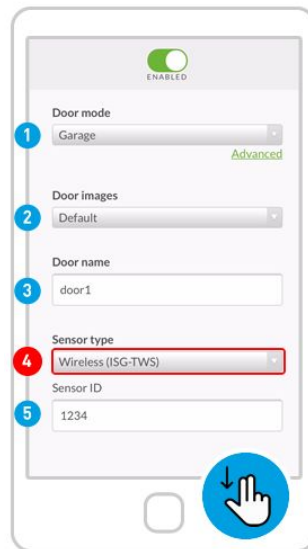 ENABLED
Door mode
1 Garage
Advanced
Door images
2 Default
Door name
3 door1
Sensor type
4 Wireless (ISG-TWS)
Sensor ID
5 1234